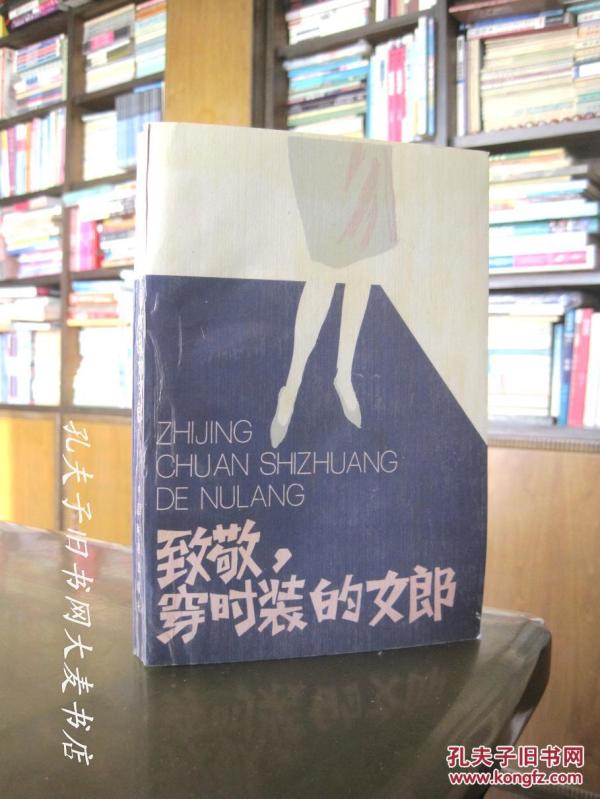 ZHIJING
CHUAN SHIZHUANG
DE NULANG
致敬，
穿时装的女郎
孔夫子旧书网大麦书店
孔夫子旧书网
www.kongfz.com